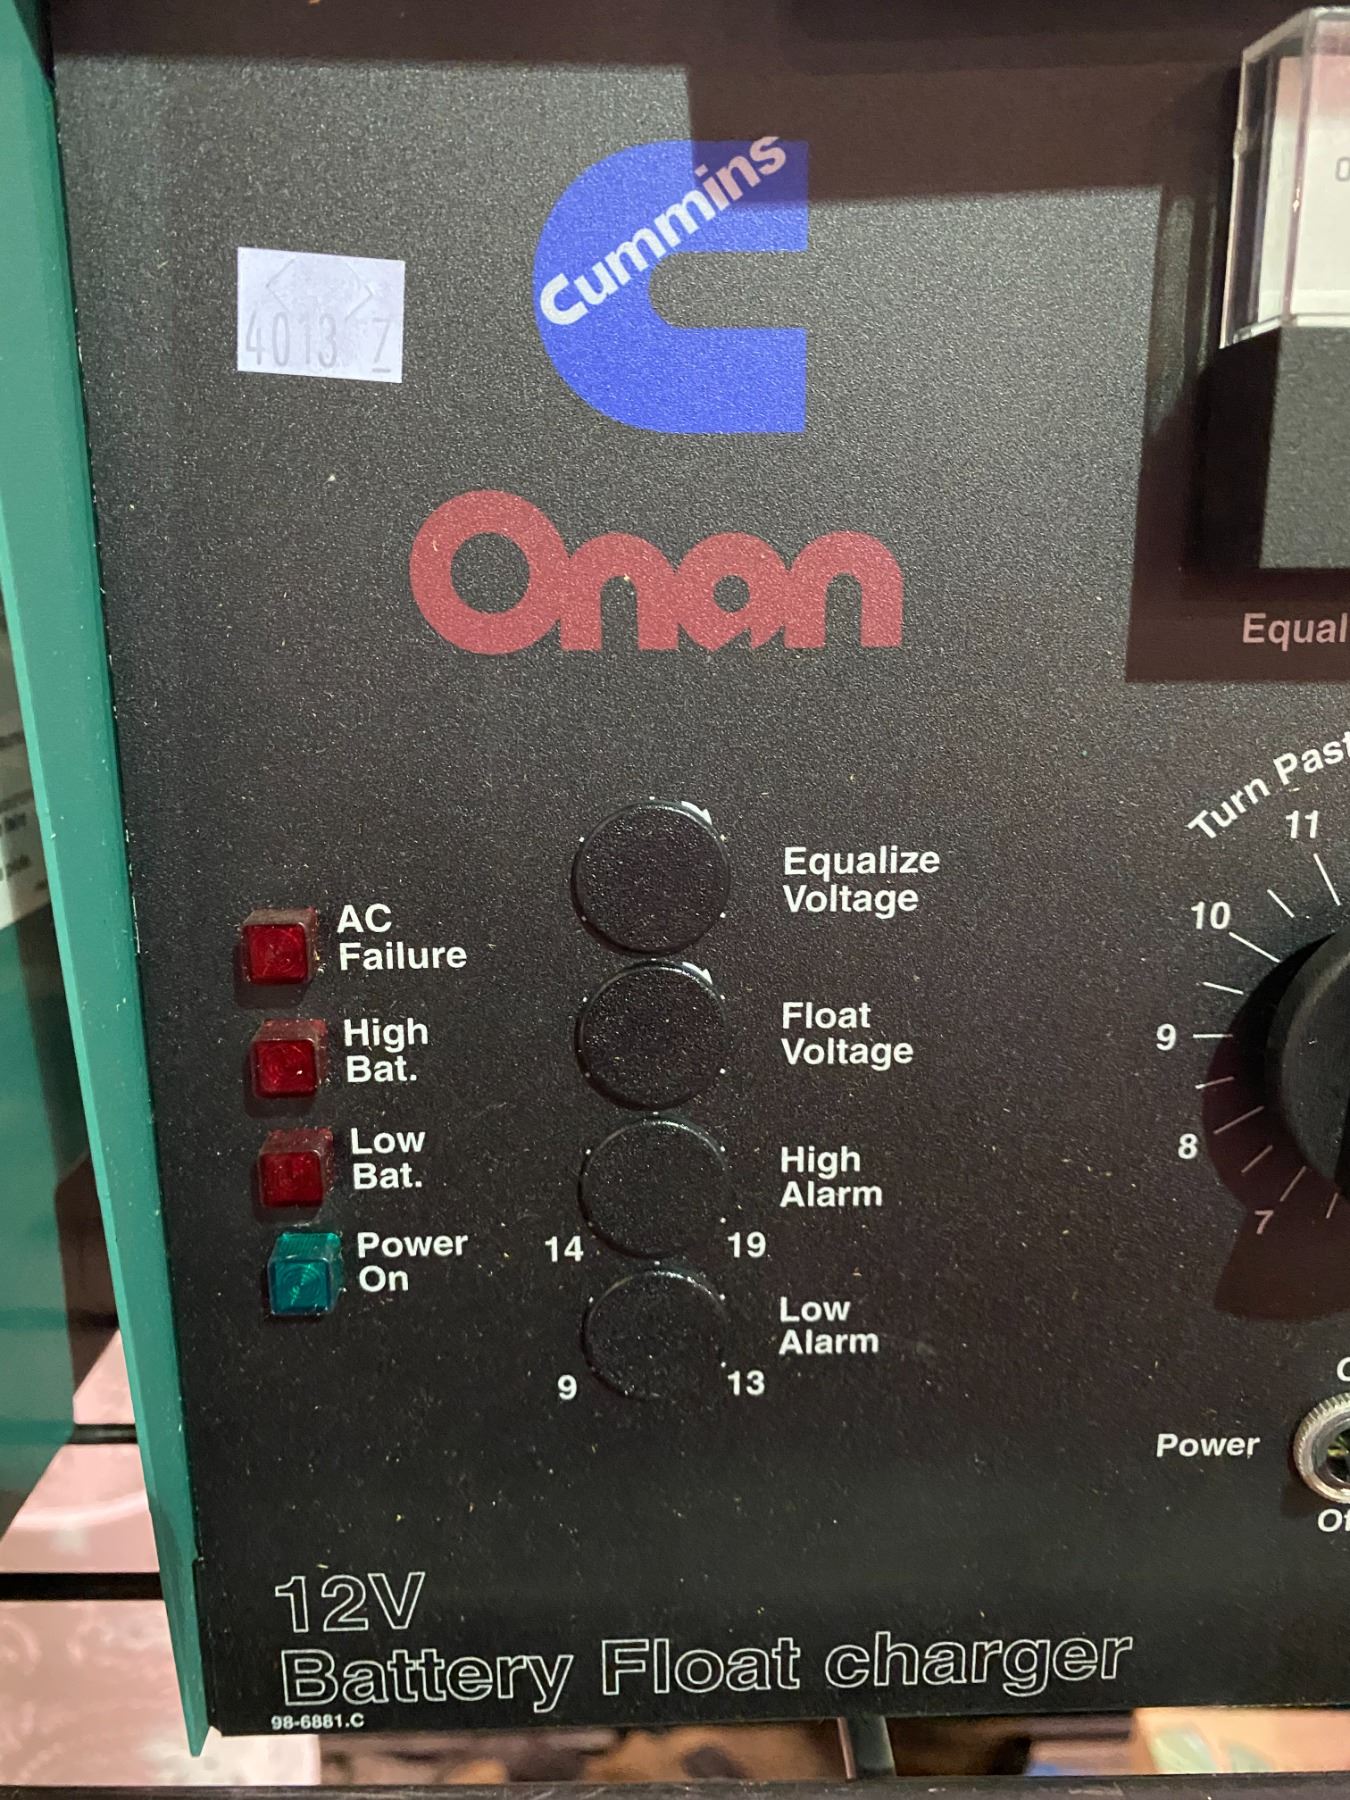 Cummins
4013 7
Onan
Equal
Turn Past
11
10
9
8
7
Equalize
Voltage
AC
Failure
Float
Voltage
High
Bat.
High
Alarm
Low
Bat.
14
19
Power
On
Low
Alarm
9
13
Power
12V
Battery Float charger
98-6881.C